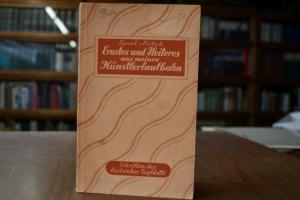 Ernstes und Heiteres
aus meiner
Künstlerlaufbahn
Schriften des
Karlsruher Tagblatts